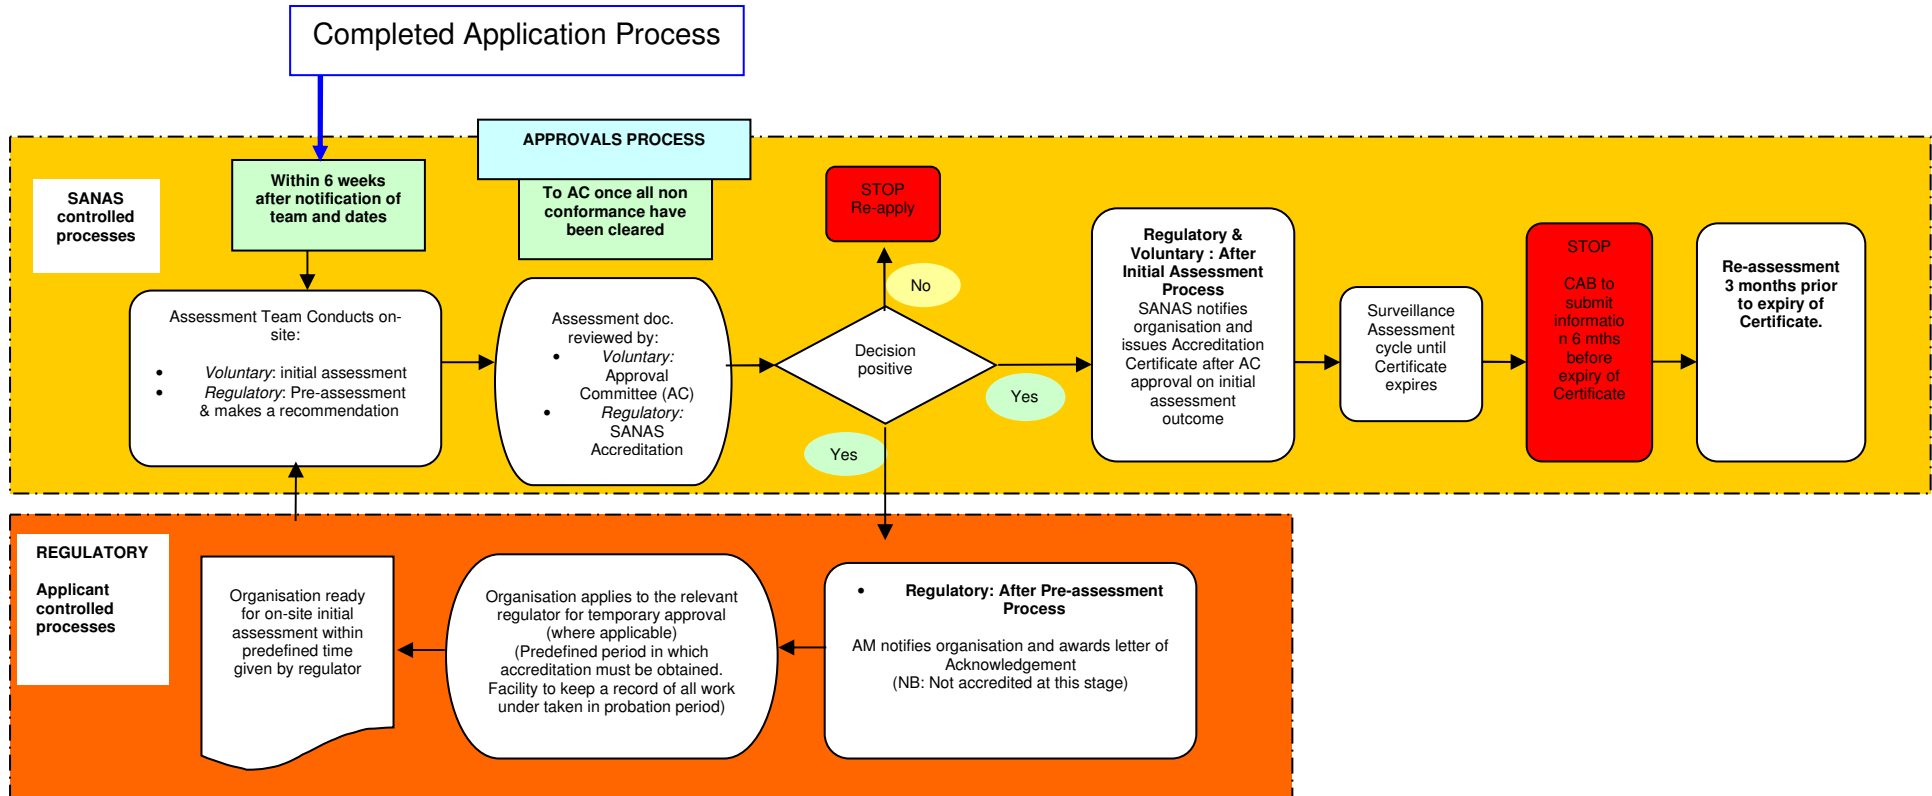 Completed Application Process
SANAS
controlled
processes
Within 6 weeks
after notification of
team and dates
APPROVALS PROCESS
To AC once all non
conformance have
been cleared
STOP
Re-apply
No
Assessment Team Conducts on-
site:
• Voluntary: initial assessment
• Regulatory: Pre-assessment
& makes a recommendation
Assessment doc.
reviewed by:
• Voluntary:
Approval
Committee (AC)
• Regulatory:
SANAS
Accreditation
Decision
positive
Yes
Yes
Regulatory &
Voluntary : After
Initial Assessment
Process
SANAS notifies
organisation and
issues Accreditation
Certificate after AC
approval on initial
assessment
outcome
Surveillance
Assessment
cycle until
Certificate
expires
STOP
CAB to
submit
informatio
n 6 mths
before
expiry of
Certificate
Re-assessment
3 months prior
to expiry of
Certificate.
REGULATORY
Applicant
controlled
processes
Organisation ready
for on-site initial
assessment within
predefined time
given by regulator
Organisation applies to the relevant
regulator for temporary approval
(where applicable)
(Predefined period in which
accreditation must be obtained.
Facility to keep a record of all work
under taken in probation period)
• Regulatory: After Pre-assessment
Process
AM notifies organisation and awards letter of
Acknowledgement
(NB: Not accredited at this stage)